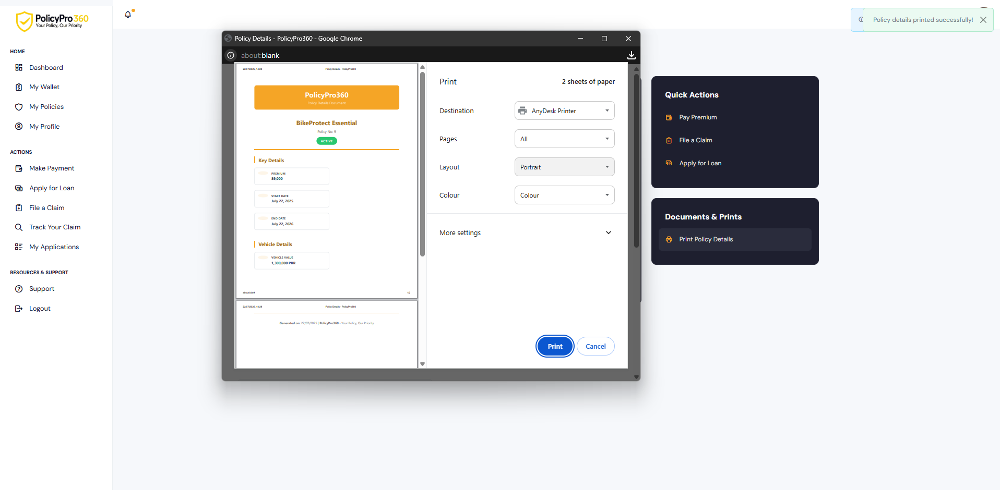 PolicyPro360
Your Policy, Our Priority
HOME
Dashboard
My Wallet
My Policies
My Profile
ACTIONS
Make Payment
Apply for Loan
File a Claim
Track Your Claim
My Applications
RESOURCES & SUPPORT
Support
Logout
Policy details printed successfully!
Policy Details - PolicyPro360 - Google Chrome
about:blank
22/07/2025, 14:28
Policy Details - PolicyPro360
PolicyPro360
Policy Details Document
BikeProtect Essential
Policy No: 9
ACTIVE
Key Details
PREMIUM
89,000
START DATE
July 22, 2025
END DATE
July 22, 2026
Vehicle Details
VEHICLE VALUE
1,300,000 PKR
about:blank
1/2
22/07/2025, 14:28
Policy Details - PolicyPro360
Generated on: 22/07/2025 | PolicyPro360 - Your Policy, Our Priority
Print
2 sheets of paper
Destination
AnyDesk Printer
Pages
All
Layout
Portrait
Colour
Colour
More settings
Print
Cancel
Quick Actions
Pay Premium
File a Claim
Apply for Loan
Documents & Prints
Print Policy Details